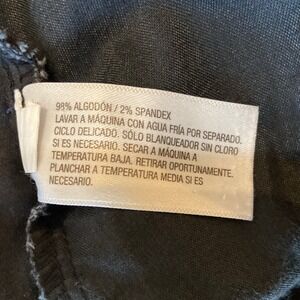 98% ALGODÓN / 2% SPANDEX
LAVAR A MÁQUINA CON AGUA FRÍA POR SEPARADO.
CICLO DELICADO. SÓLO BLANQUEADOR SIN CLORO
SI ES NECESARIO. SECAR A MÁQUINA A
TEMPERATURA BAJA. RETIRAR OPORTUNAMENTE.
PLANCHAR A TEMPERATURA MEDIA SI ES
NECESARIO.